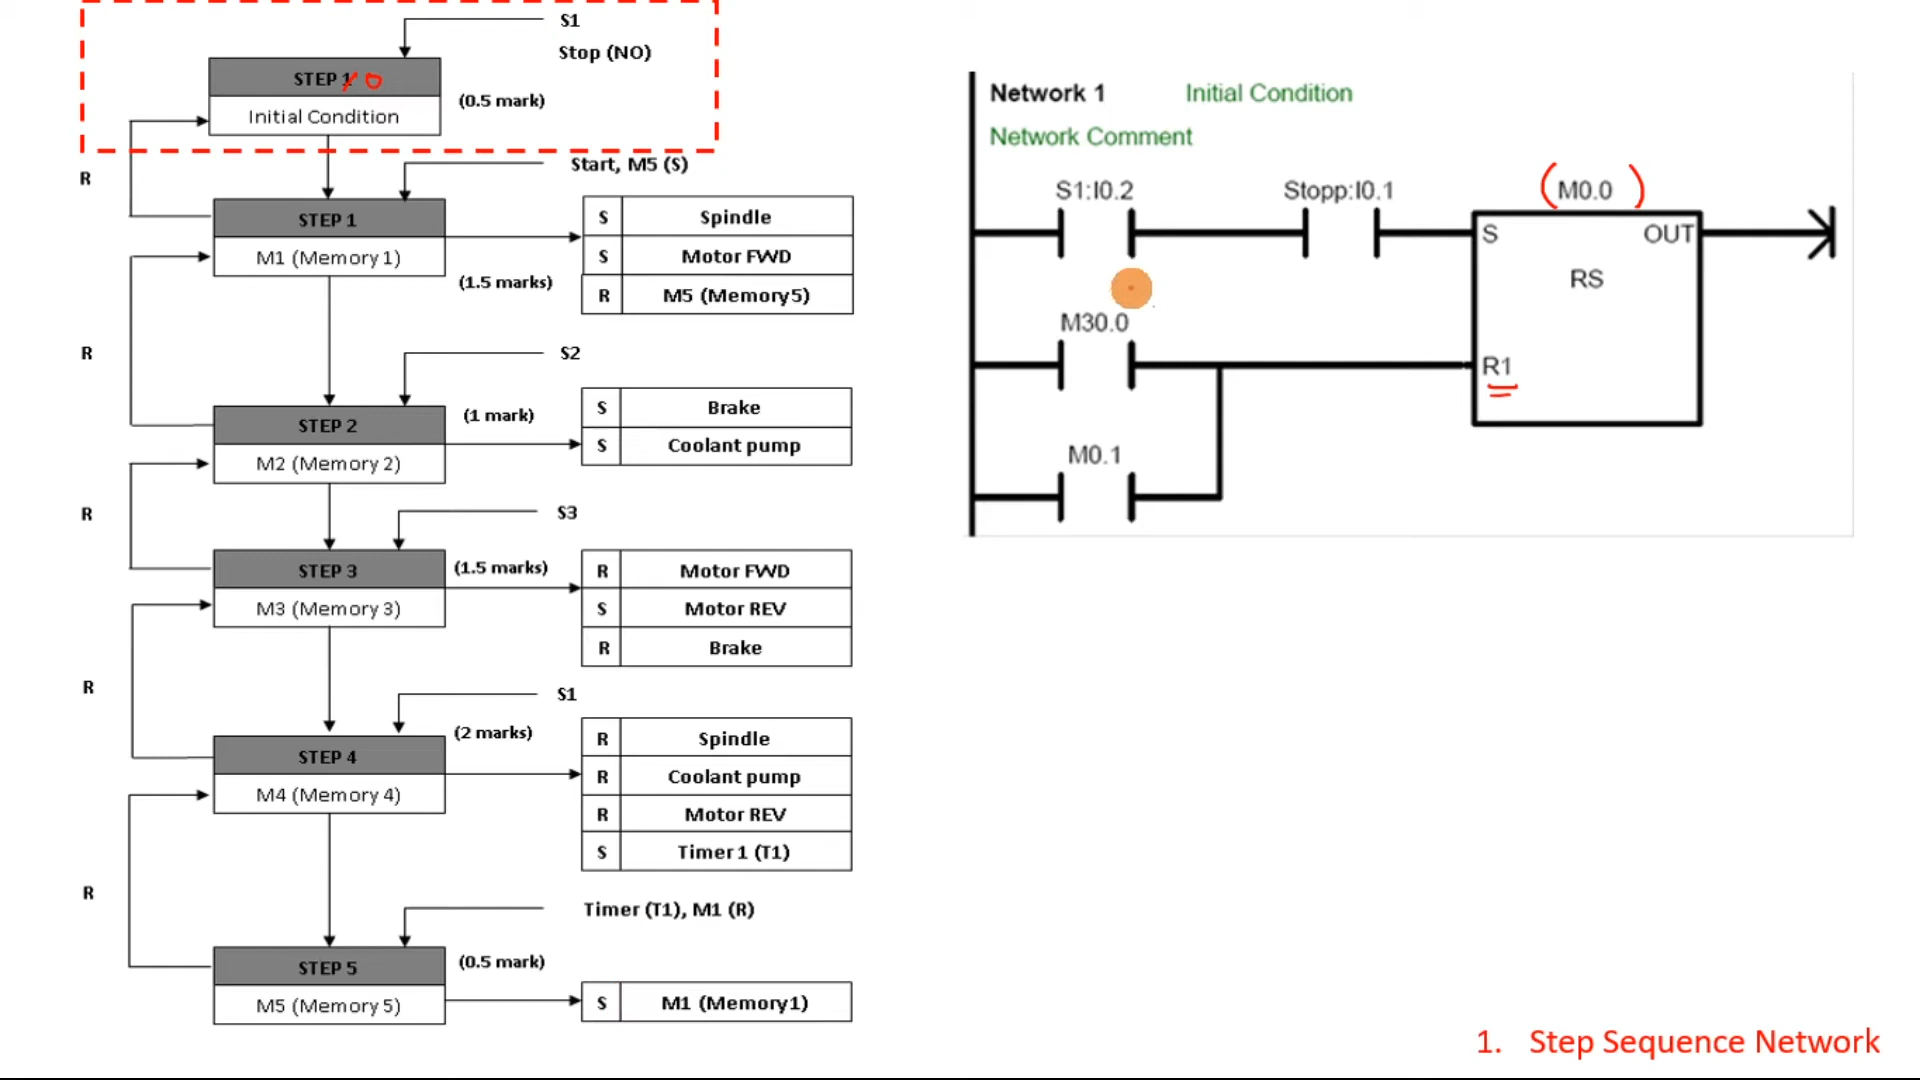 S1
Stop (NO)
STEP 1 0
Initial Condition
(0.5 mark)
R
Start, M5 (S)
STEP 1
M1 (Memory 1)
(1.5 marks)
S Spindle
S Motor FWD
R M5 (Memory5)
R
S2
STEP 2
M2 (Memory 2)
(1 mark)
S Brake
S Coolant pump
R
S3
STEP 3
M3 (Memory 3)
(1.5 marks)
R Motor FWD
S Motor REV
R Brake
R
S1
STEP 4
M4 (Memory 4)
(2 marks)
R Spindle
R Coolant pump
R Motor REV
S Timer 1 (T1)
R
Timer (T1), M1 (R)
STEP 5
M5 (Memory 5)
(0.5 mark)
S M1 (Memory1)
Network 1 Initial Condition
Network Comment
S1:I0.2 Stopp:I0.1 (M0.0)
S OUT
RS
M30.0
R1
M0.1
1. Step Sequence Network